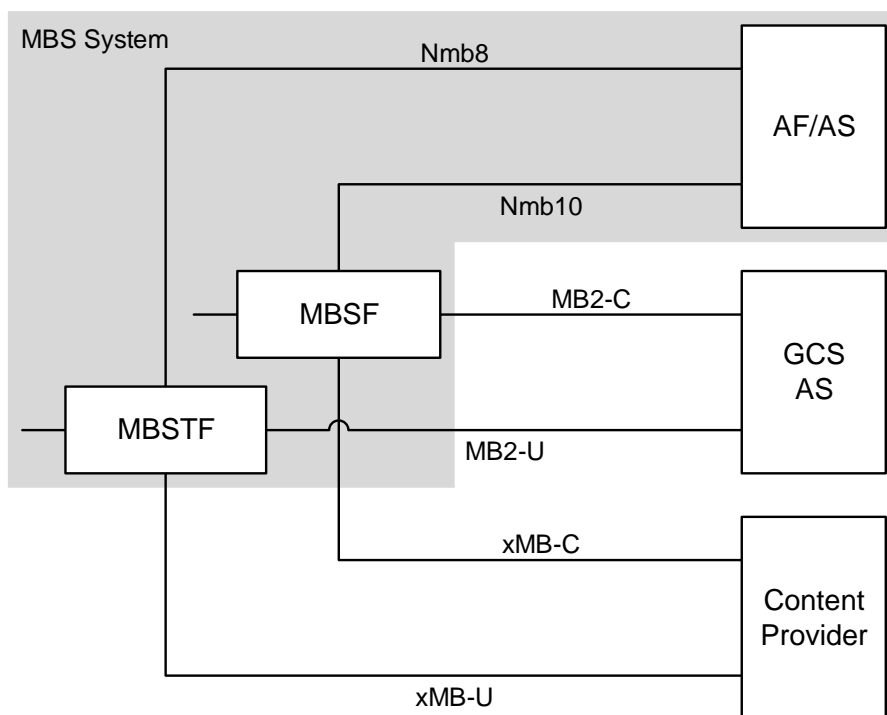 MBS System
Nmb8
AF/AS
Nmb10
MBSF
MB2-C
GCS
AS
MBSTF
MB2-U
xMB-C
Content
Provider
xMB-U